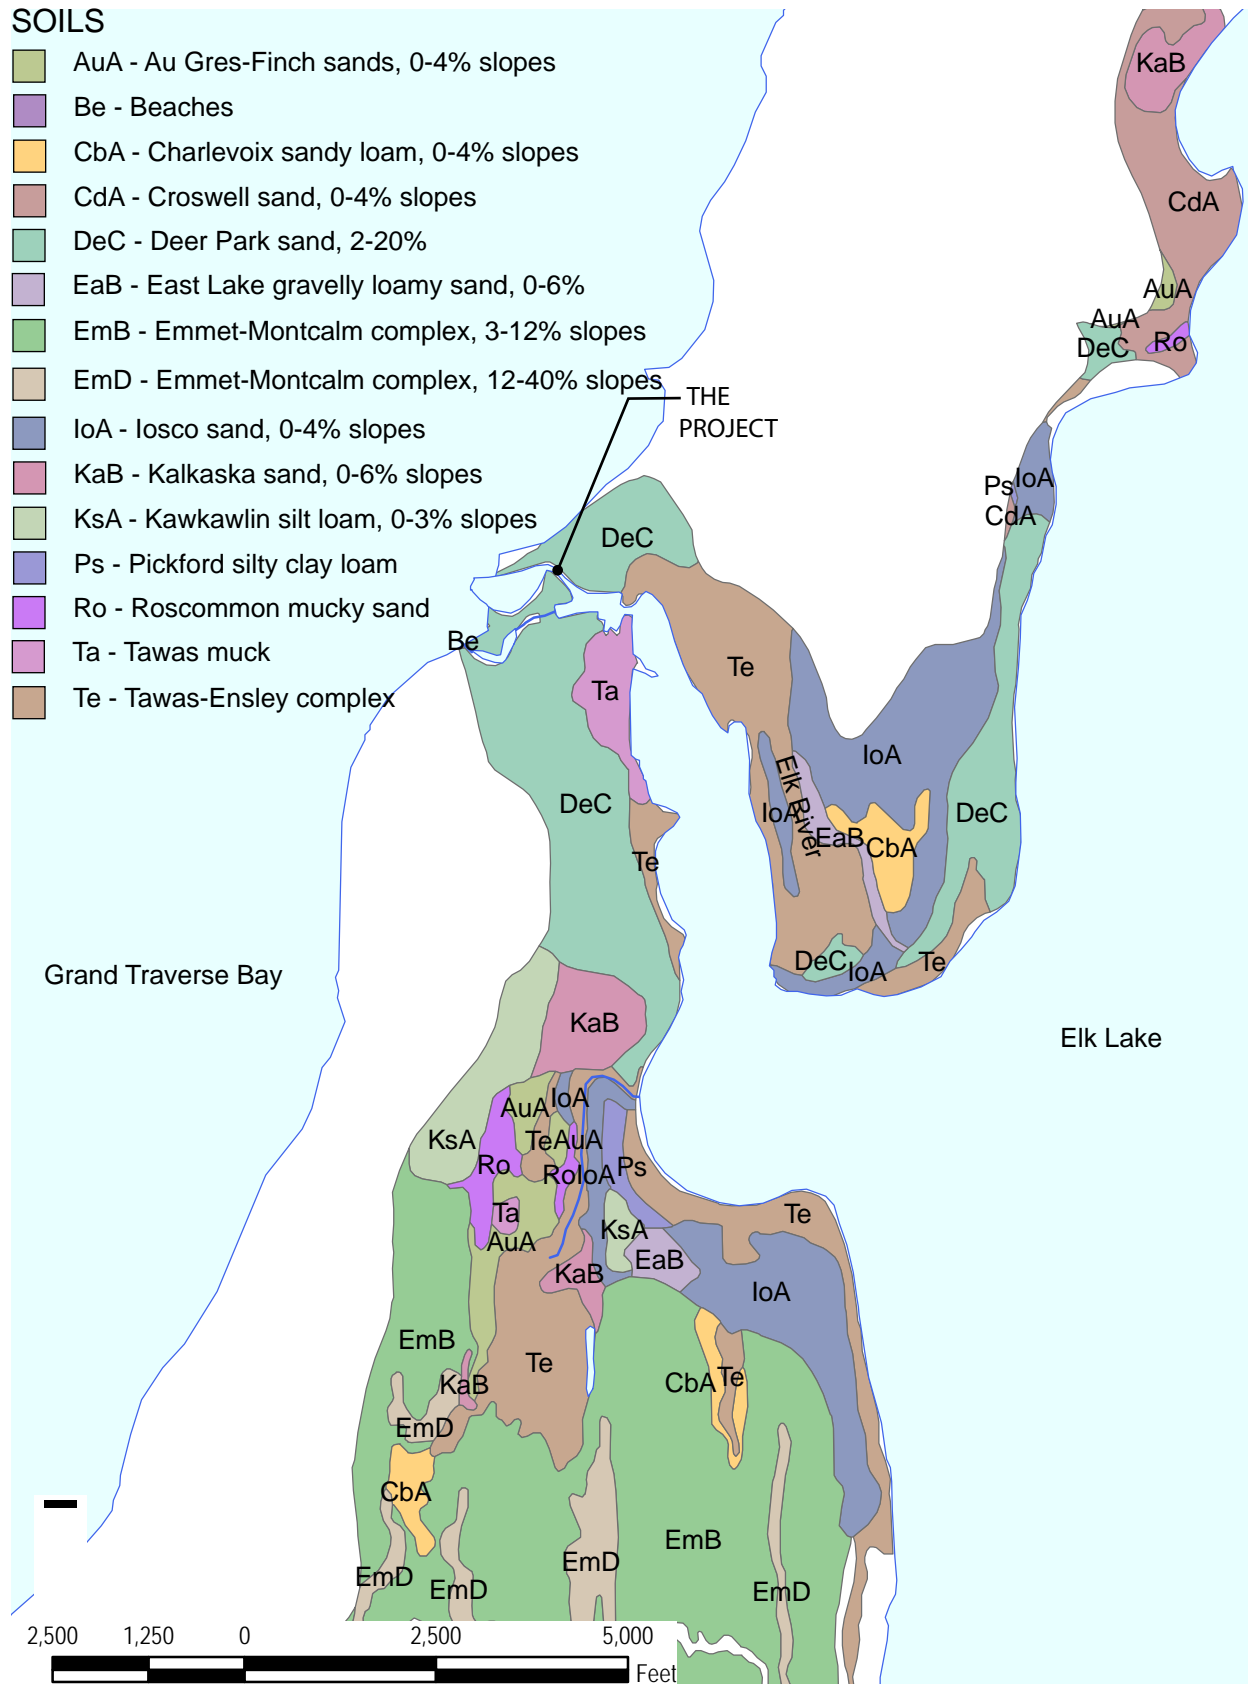 SOILS
AuA - Au Gres-Finch sands, 0-4% slopes
Be - Beaches
CbA - Charlevoix sandy loam, 0-4% slopes
CdA - Croswell sand, 0-4% slopes
DeC - Deer Park sand, 2-20%
EaB - East Lake gravelly loamy sand, 0-6%
EmB - Emmet-Montcalm complex, 3-12% slopes
EmD - Emmet-Montcalm complex, 12-40% slopes
IoA - Iosco sand, 0-4% slopes
KaB - Kalkaska sand, 0-6% slopes
KsA - Kawkawlin silt loam, 0-3% slopes
Ps - Pickford silty clay loam
Ro - Roscommon mucky sand
Ta - Tawas muck
Te - Tawas-Ensley complex
THE
PROJECT
KaB
CdA
AuA
AuA
DeC
Ro
Ps
IoA
CdA
DeC
Be
Te
Ta
IoA
DeC
Elk River
IoA
EaB
CbA
DeC
Te
DeC
IoA
Te
Grand Traverse Bay
KaB
Elk Lake
IoA
AuA
KsA
Te
AuA
Ro
Ro
IoA
Ps
Ta
Te
AuA
KsA
EaB
KaB
IoA
EmB
Te
KaB
CbA
Te
EmD
CbA
EmB
EmD
EmD
EmD
EmD
2,500
1,250
0
2,500
5,000
Feet